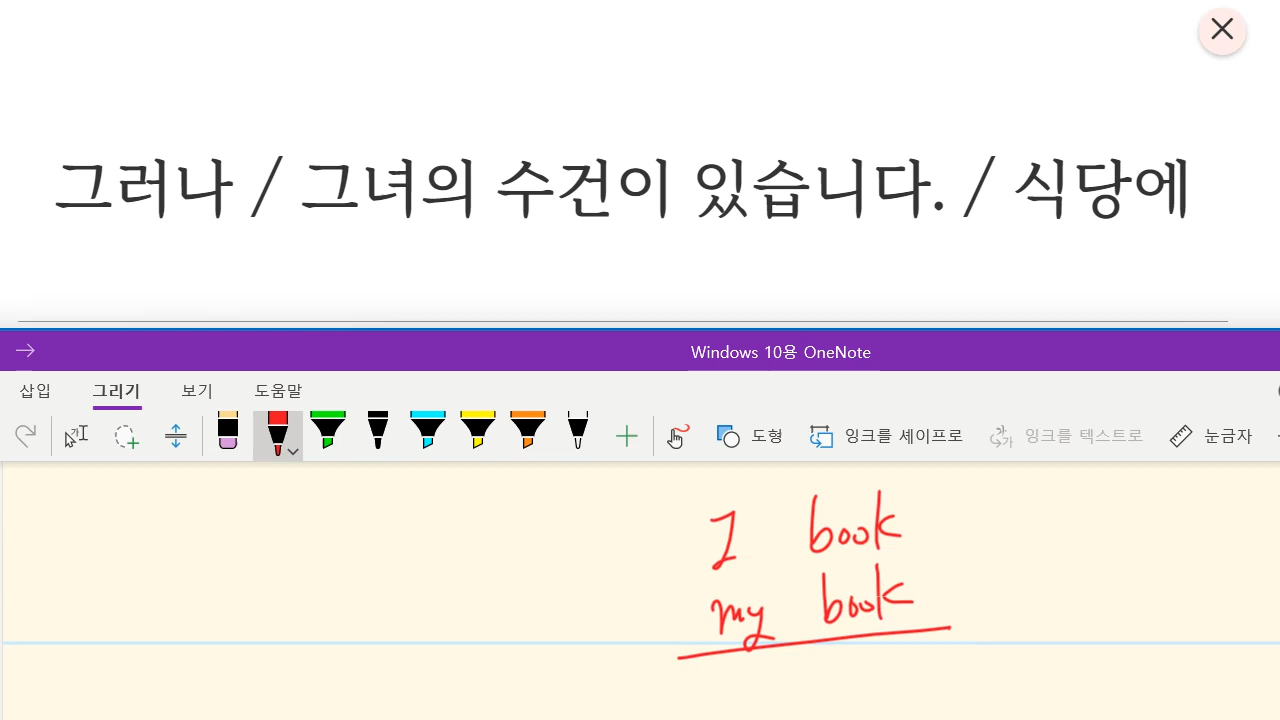 그러나 / 그녀의 수건이 있습니다. / 식당에
Windows 10용 OneNote
삽입 그리기 보기 도움말
가 도형 잉크를 셰이프로 가 잉크를 텍스트로 눈금자
I book
my book